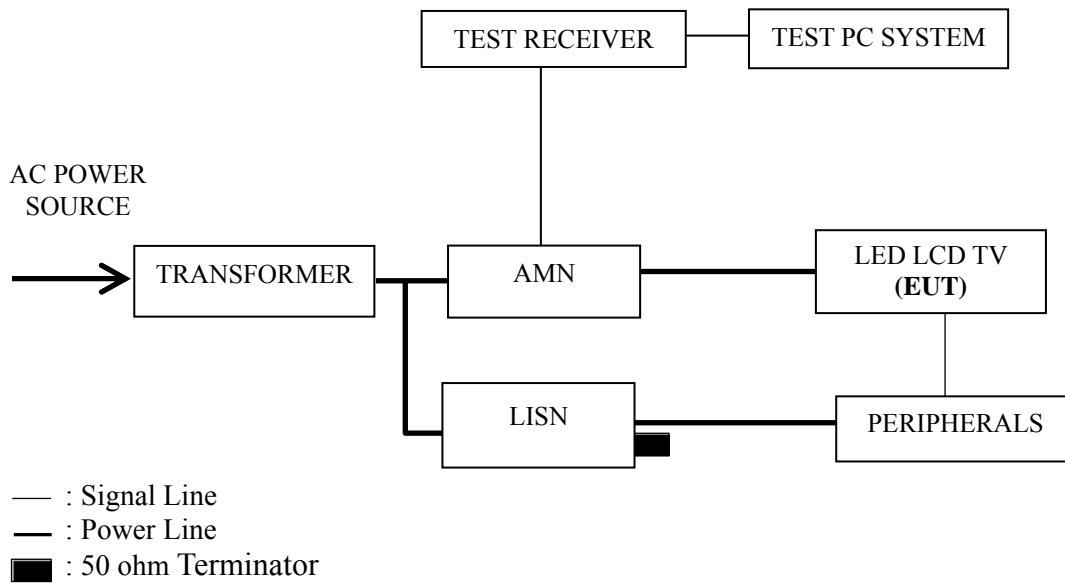 TEST RECEIVER
TEST PC SYSTEM
AC POWER
SOURCE
TRANSFORMER
AMN
LED LCD TV
(EUT)
LISN
PERIPHERALS
: Signal Line
: Power Line
: 50 ohm Terminator